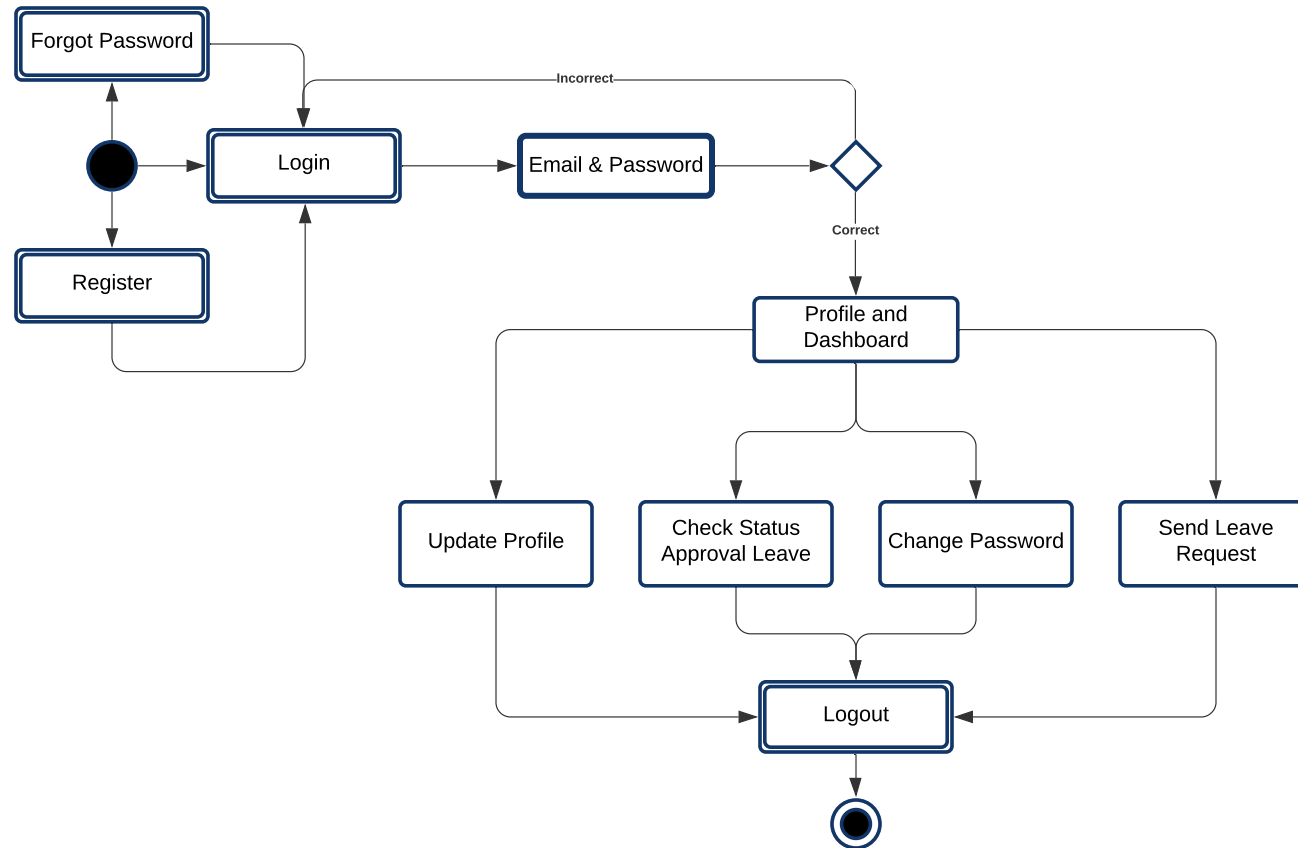 Forgot Password
Incorrect
Login
Email & Password
Correct
Register
Profile and
Dashboard
Update Profile
Check Status
Approval Leave
Change Password
Send Leave
Request
Logout